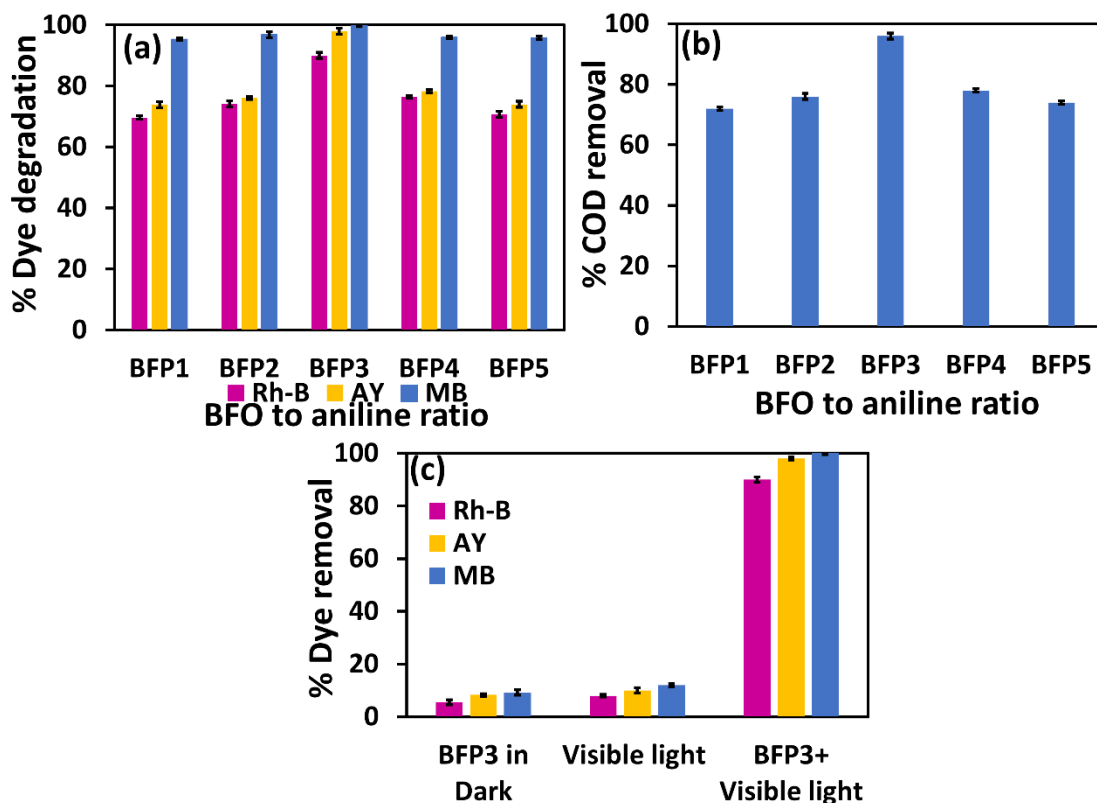 (a)
% Dye degradation
100
80
60
40
20
0
BFP1 BFP2 BFP3 BFP4 BFP5
Rh-B AY MB
BFO to aniline ratio
(b)
% COD removal
100
80
60
40
20
0
BFP1 BFP2 BFP3 BFP4 BFP5
BFO to aniline ratio
(c)
% Dye removal
100
80
60
40
20
0
Rh-B
AY
MB
BFP3 in Dark
Visible light
BFP3+ Visible light